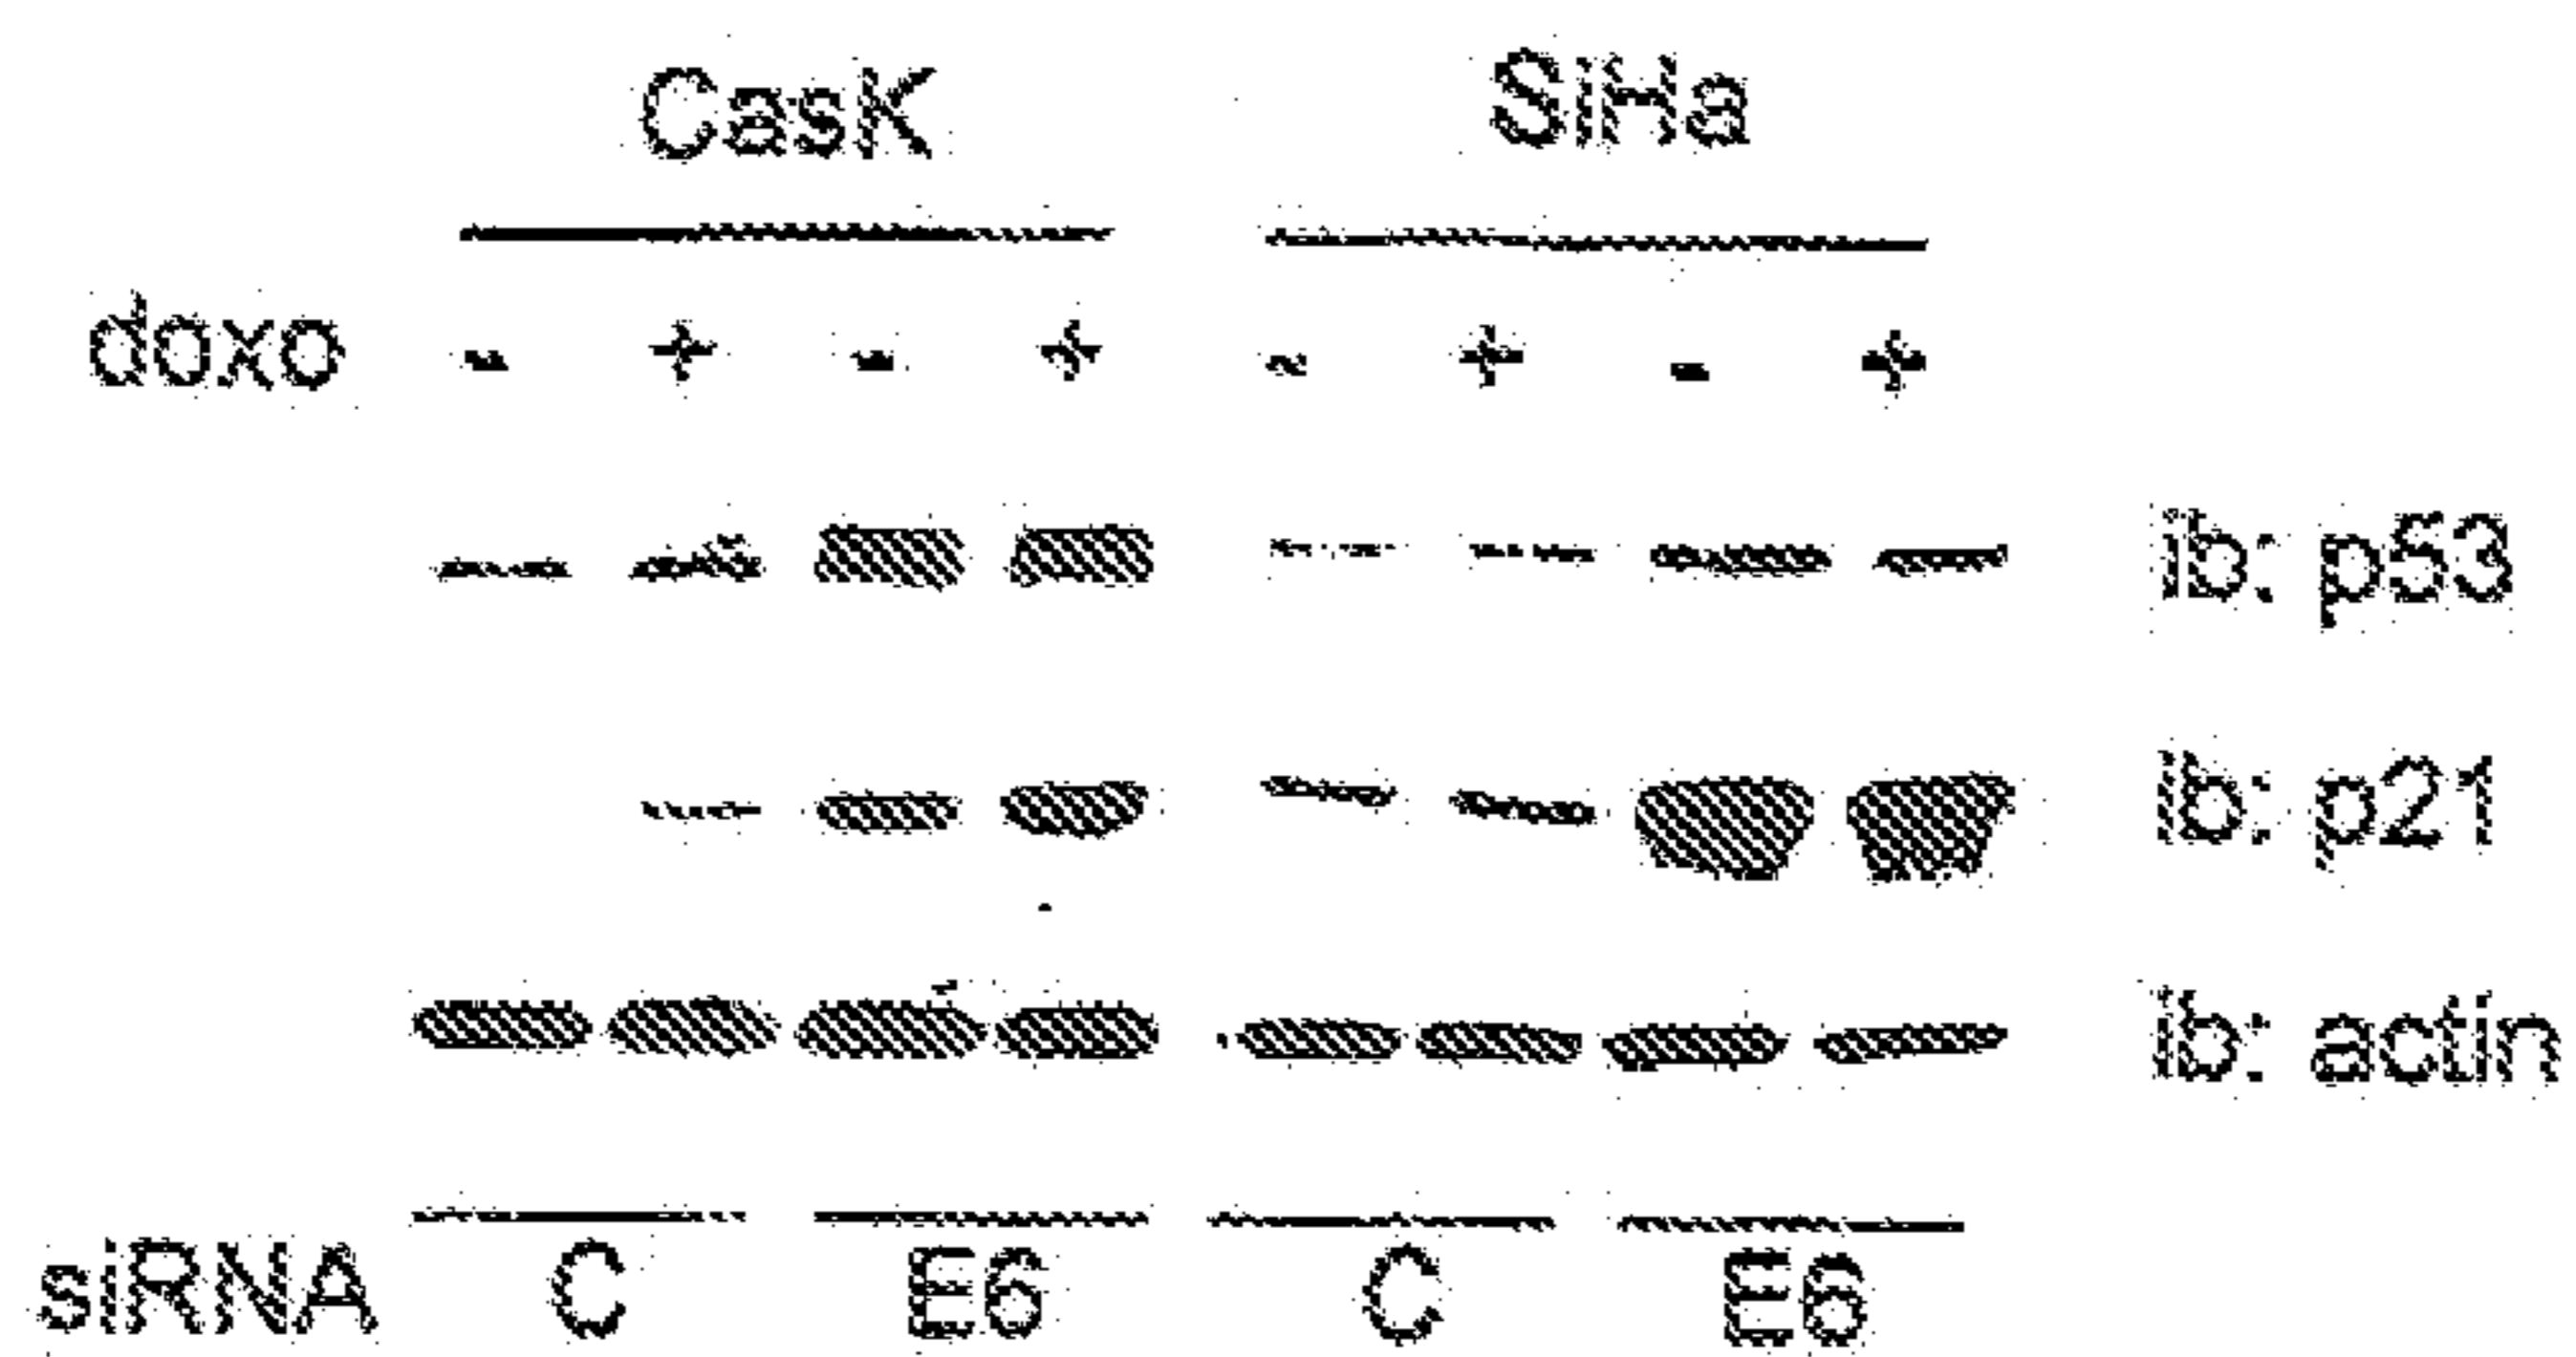 CasK SiHa
doxo - + - + - + - +
ib: p53
ib: p21
ib: actin
siRNA C E6 C E6